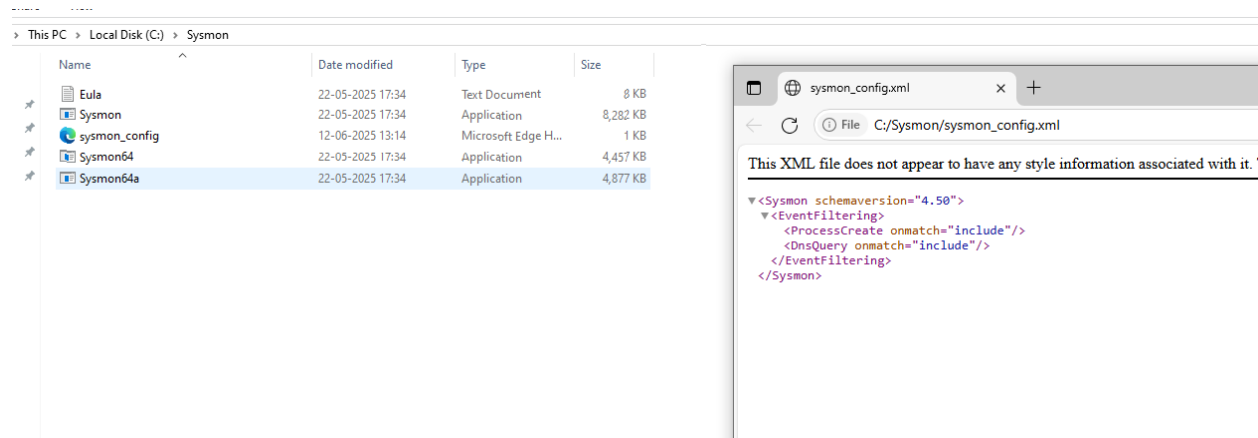 This PC > Local Disk (C:) > Sysmon
Name Date modified Type Size
Eula 22-05-2025 17:34 Text Document 8 KB
Sysmon 22-05-2025 17:34 Application 8,282 KB
sysmon_config 12-06-2025 13:14 Microsoft Edge H... 1 KB
Sysmon64 22-05-2025 17:34 Application 4,457 KB
Sysmon64a 22-05-2025 17:34 Application 4,877 KB
sysmon_config.xml
File C:/Sysmon/sysmon_config.xml
This XML file does not appear to have any style information associated with it.
▼<Sysmon schemaversion="4.50">
▼<EventFiltering>
<ProcessCreate onmatch="include"/>
<DnsQuery onmatch="include"/>
</EventFiltering>
</Sysmon>